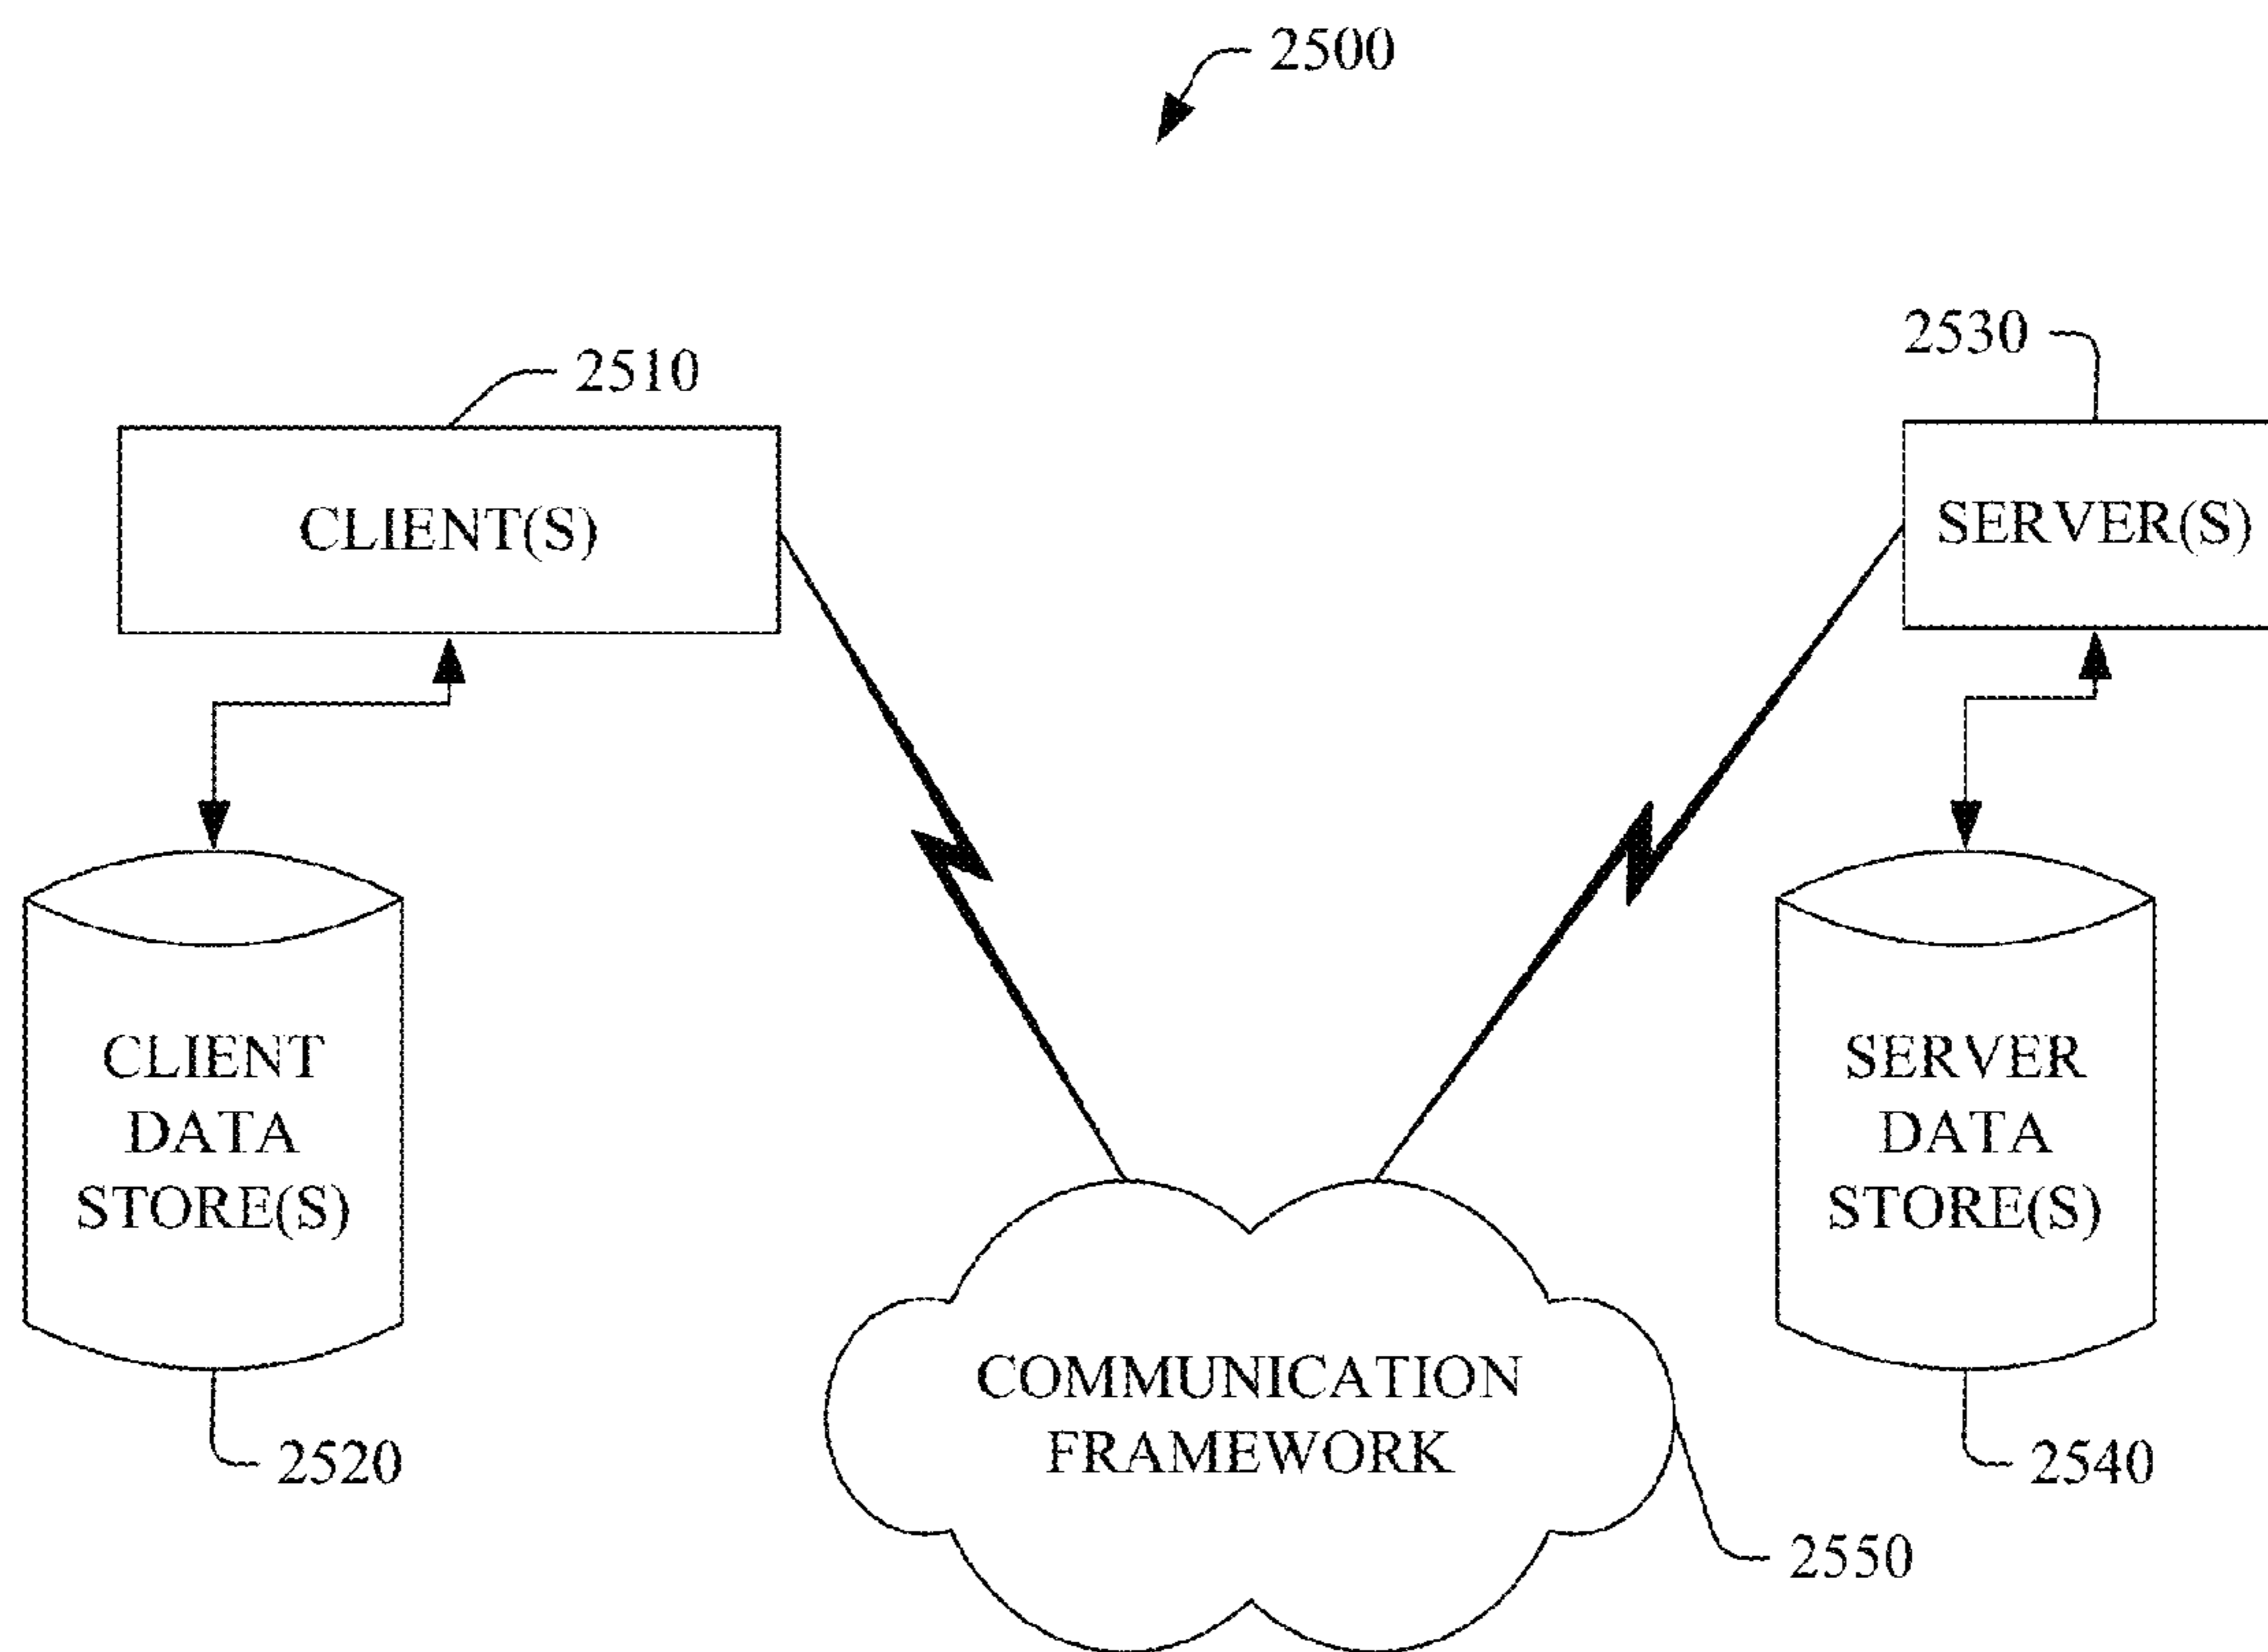 2500
2510
2530
CLIENT(S)
SERVER(S)
CLIENT
DATA
STORE(S)
SERVER
DATA
STORE(S)
COMMUNICATION
FRAMEWORK
2520
2540
2550